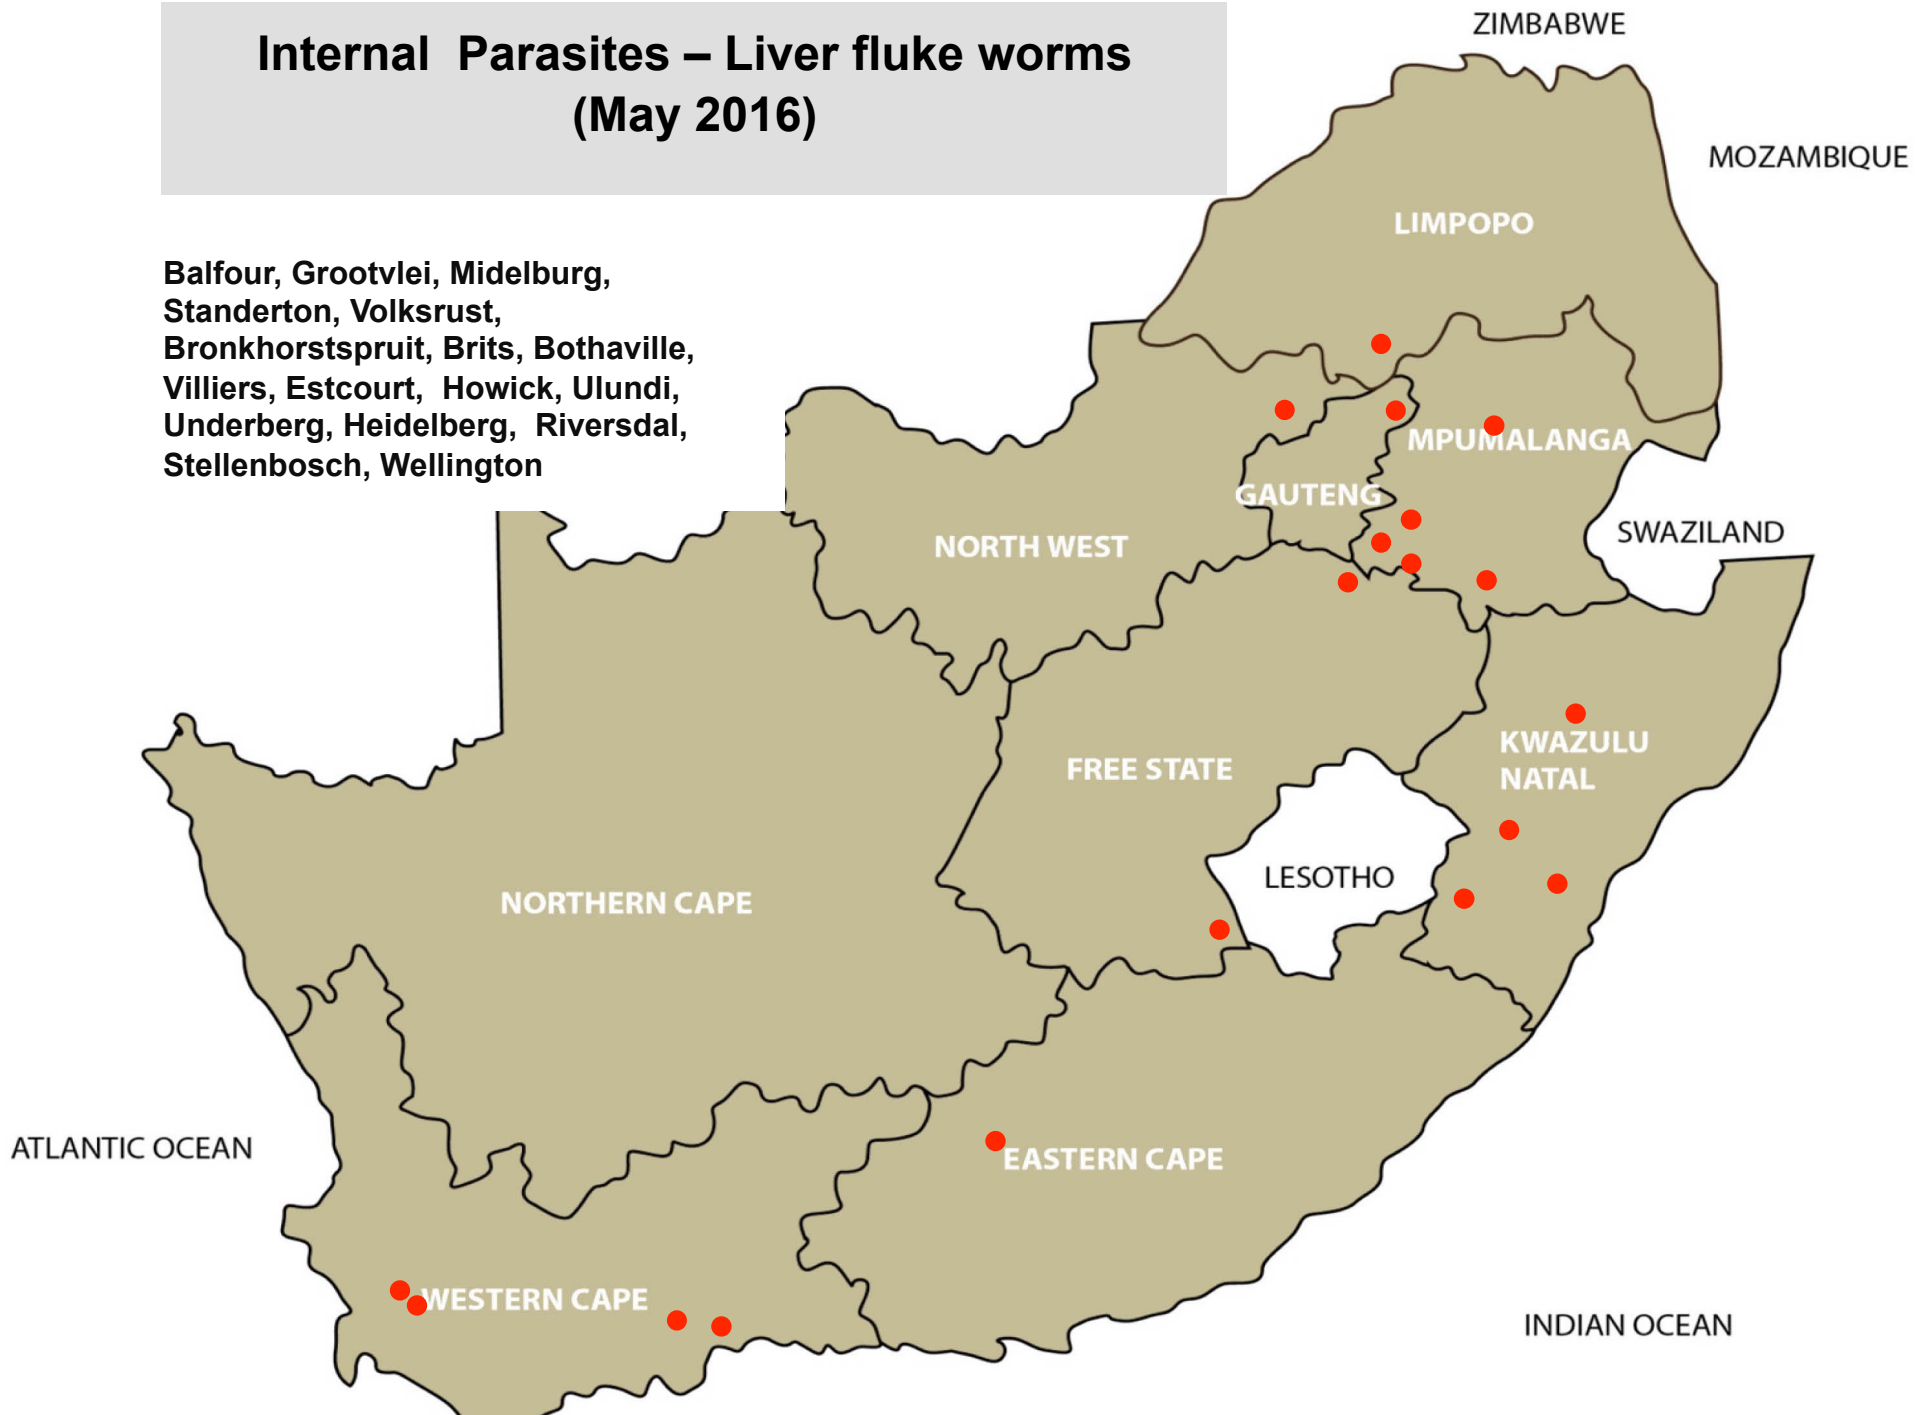 Internal  Parasites – Liver fluke worms
(May 2016)
Balfour, Grootvlei, Midelburg,
Standerton, Volksrust,
Bronkhorstspruit, Brits, Bothaville,
Villiers, Estcourt,  Howick, Ulundi,
Underberg, Heidelberg,  Riversdal,
Stellenbosch, Wellington
ZIMBABWE
MOZAMBIQUE
LIMPOPO
MPUMALANGA
GAUTENG
SWAZILAND
NORTH WEST
KWAZULU
NATAL
FREE STATE
LESOTHO
NORTHERN CAPE
ATLANTIC OCEAN
EASTERN CAPE
WESTERN CAPE
INDIAN OCEAN